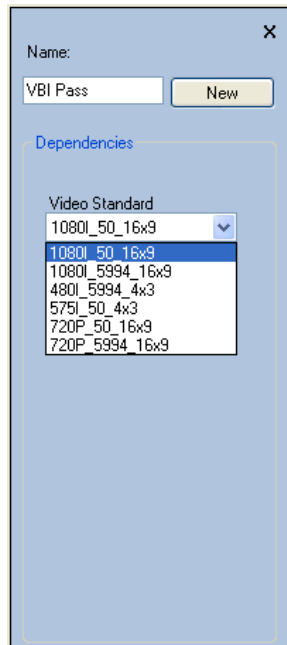 X
Name:
VBI Pass
New
Dependencies
Video Standard
1080I_50_16x9
1080I_50_16x9
1080I_5994_16x9
480I_5994_4x3
575I_50_4x3
720P_50_16x9
720P_5994_16x9